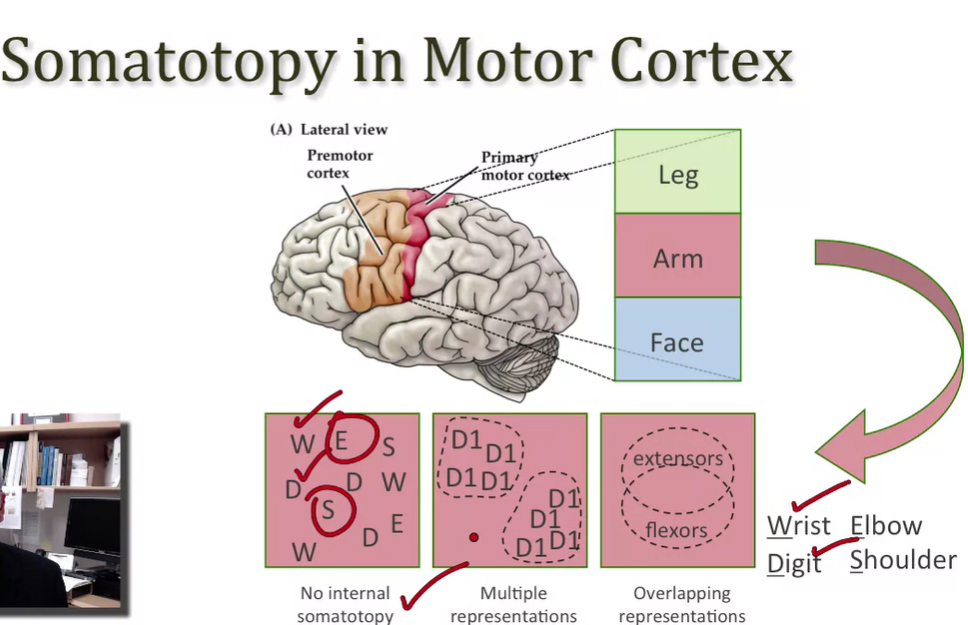 Somatotopy in Motor Cortex
(A) Lateral view
Premotor
cortex
Primary
motor cortex
Leg
Arm
Face
W E S
D D W
S
D E
W
D1
D1
D1 D1
D1
D1
D1 D1
extensors
flexors
No internal
somatotopy
Multiple
representations
Overlapping
representations
Wrist Elbow
Digit Shoulder